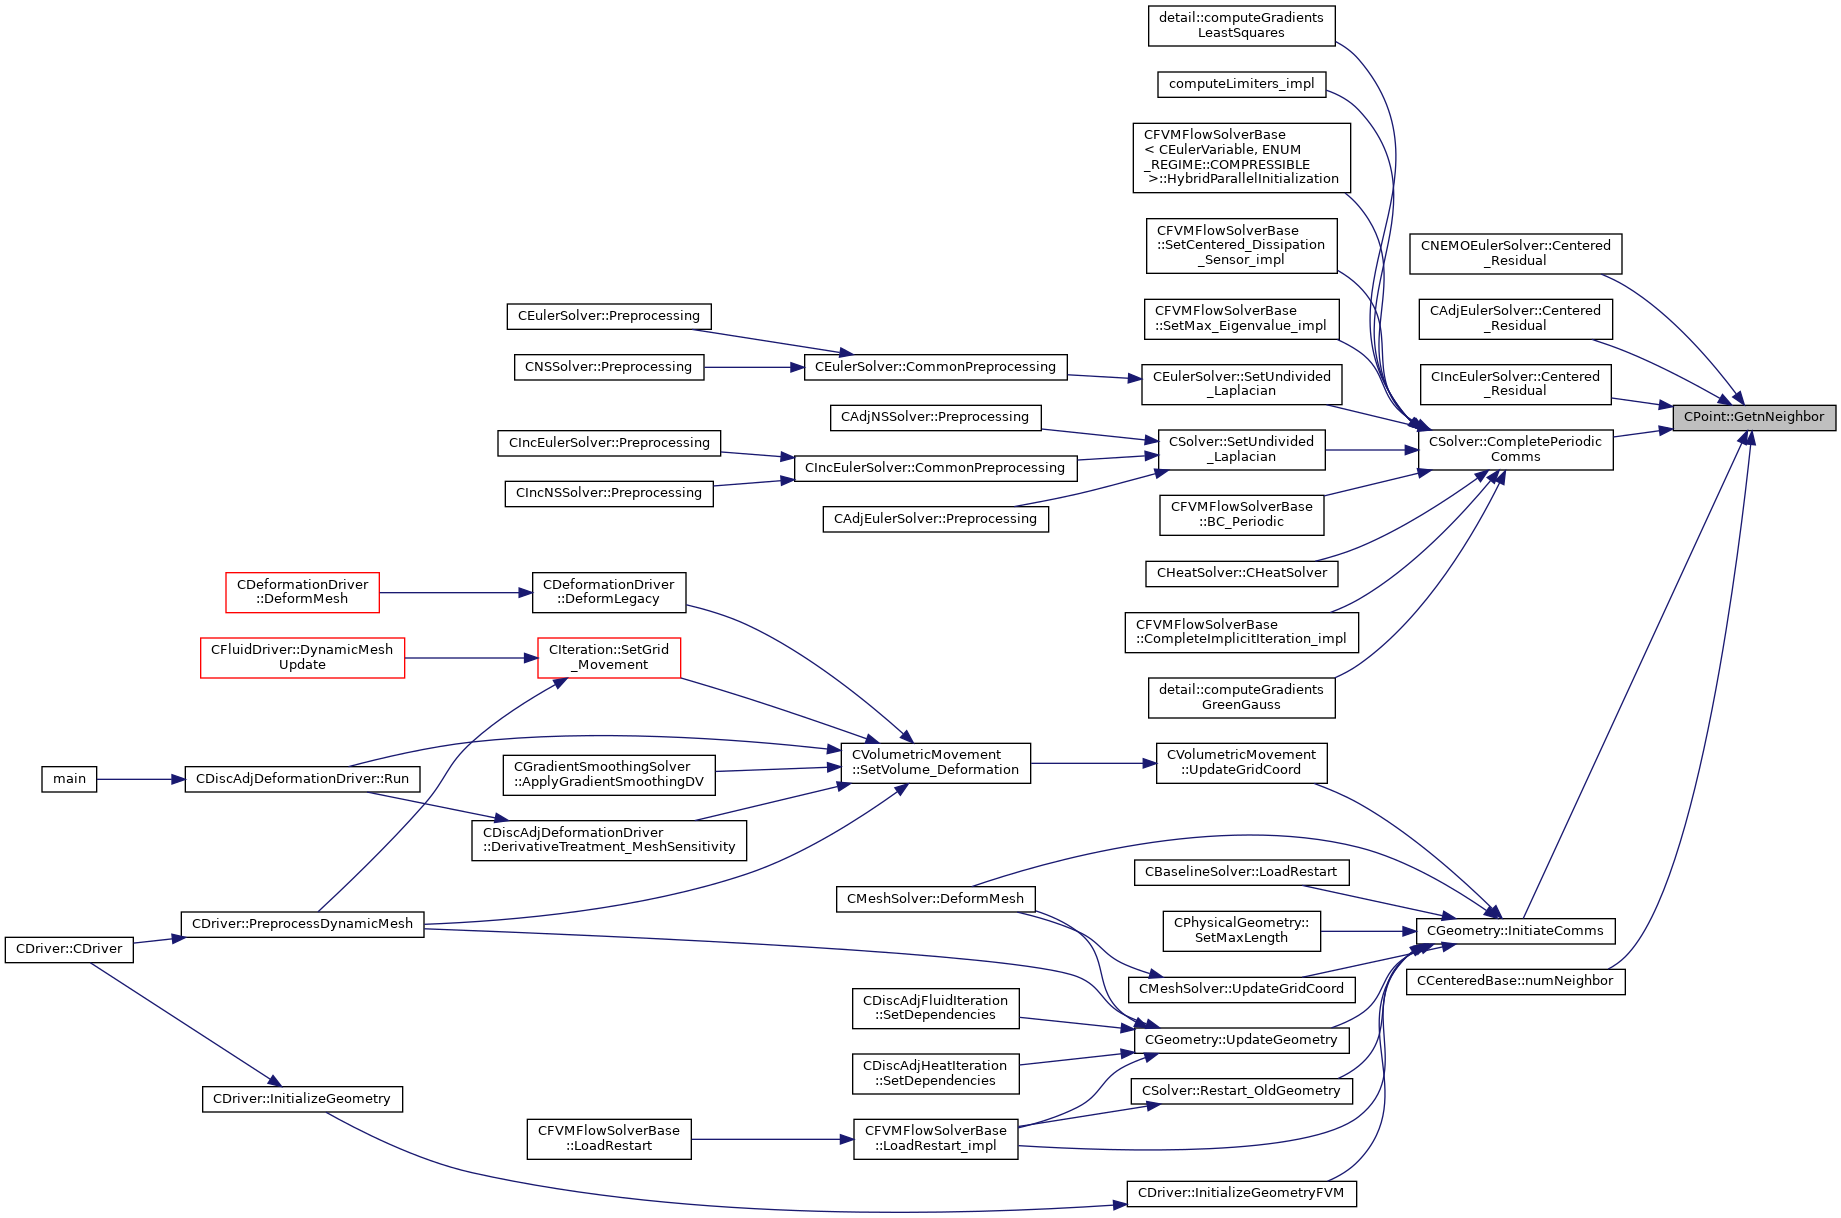 detail::computeGradients
LeastSquares
computeLimiters_impl
CFVMFlowSolverBase
< CEulerVariable, ENUM
_REGIME::COMPRESSIBLE
>::HybridParallelInitialization
CFVMFlowSolverBase
::SetCentered_Dissipation
_Sensor_impl
CNEMOEulerSolver::Centered
_Residual
CFVMFlowSolverBase
::SetMax_Eigenvalue_impl
CAdjEulerSolver::Centered
_Residual
CEulerSolver::Preprocessing
CNSSolver::Preprocessing
CEulerSolver::CommonPreprocessing
CEulerSolver::SetUndivided
_Laplacian
CIncEulerSolver::Centered
_Residual
CPoint::GetnNeighbor
CAdjNSSolver::Preprocessing
CIncEulerSolver::Preprocessing
CIncEulerSolver::CommonPreprocessing
CSolver::SetUndivided
_Laplacian
CSolver::CompletePeriodic
Comms
CIncNSSolver::Preprocessing
CAdjEulerSolver::Preprocessing
CFVMFlowSolverBase
::BC_Periodic
CHeatSolver::CHeatSolver
CDeformationDriver
::DeformMesh
CDeformationDriver
::DeformLegacy
CFVMFlowSolverBase
::CompleteImplicitIteration_impl
CFluidDriver::DynamicMesh
Update
CIteration::SetGrid
_Movement
detail::computeGradients
GreenGauss
main
CDiscAdjDeformationDriver::Run
CGradientSmoothingSolver
::ApplyGradientSmoothingDV
CVolumetricMovement
::SetVolume_Deformation
CVolumetricMovement
::UpdateGridCoord
CDiscAdjDeformationDriver
::DerivativeTreatment_MeshSensitivity
CBaselineSolver::LoadRestart
CMeshSolver::DeformMesh
CDriver::PreprocessDynamicMesh
CPhysicalGeometry::
SetMaxLength
CGeometry::InitiateComms
CDriver::CDriver
CMeshSolver::UpdateGridCoord
CCenteredBase::numNeighbor
CDiscAdjFluidIteration
::SetDependencies
CGeometry::UpdateGeometry
CDiscAdjHeatIteration
::SetDependencies
CSolver::Restart_OldGeometry
CDriver::InitializeGeometry
CFVMFlowSolverBase
::LoadRestart
CFVMFlowSolverBase
::LoadRestart_impl
CDriver::InitializeGeometryFVM